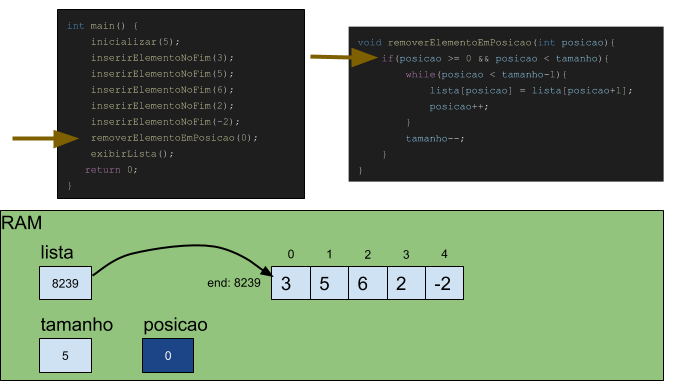 int main() {
inicializar(5);
inserirElementoNoFim(3);
inserirElementoNoFim(5);
inserirElementoNoFim(6);
inserirElementoNoFim(2);
inserirElementoNoFim(-2);
removerElementoEmPosicao(0);
exibirLista();
return 0;
}
void removerElementoEmPosicao(int posicao){
if(posicao >= 0 && posicao < tamanho){
while(posicao < tamanho-1){
lista[posicao] = lista[posicao+1];
posicao++;
}
tamanho--;
}
}
RAM
lista
0 1 2 3 4
8239
end: 8239
3 5 6 2 -2
tamanho posicao
5 0